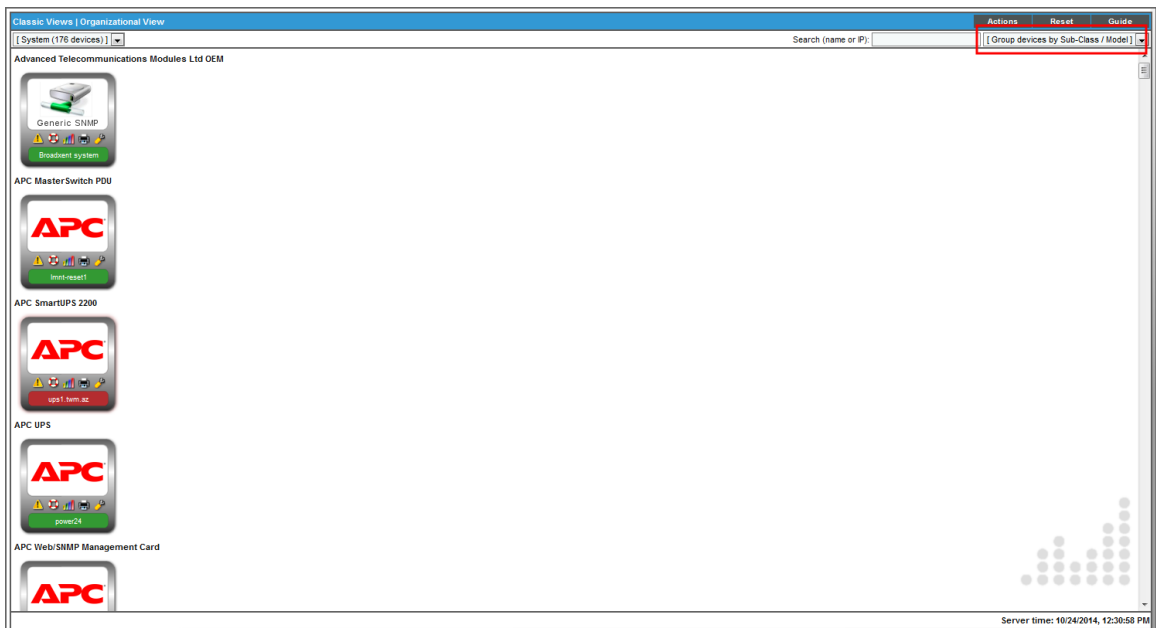 Classic Views | Organizational View
Actions Reset Guide
[ System (176 devices) ]
Search (name or IP):
[ Group devices by Sub-Class / Model ]
Advanced Telecommunications Modules Ltd OEM
Generic SNMP
Broadxent system
APC MasterSwitch PDU
APC
lmnt-reset1
APC SmartUPS 2200
APC
ups1.twm.az
APC UPS
APC
power24
APC Web/SNMP Management Card
APC
Server time: 10/24/2014, 12:30:58 PM